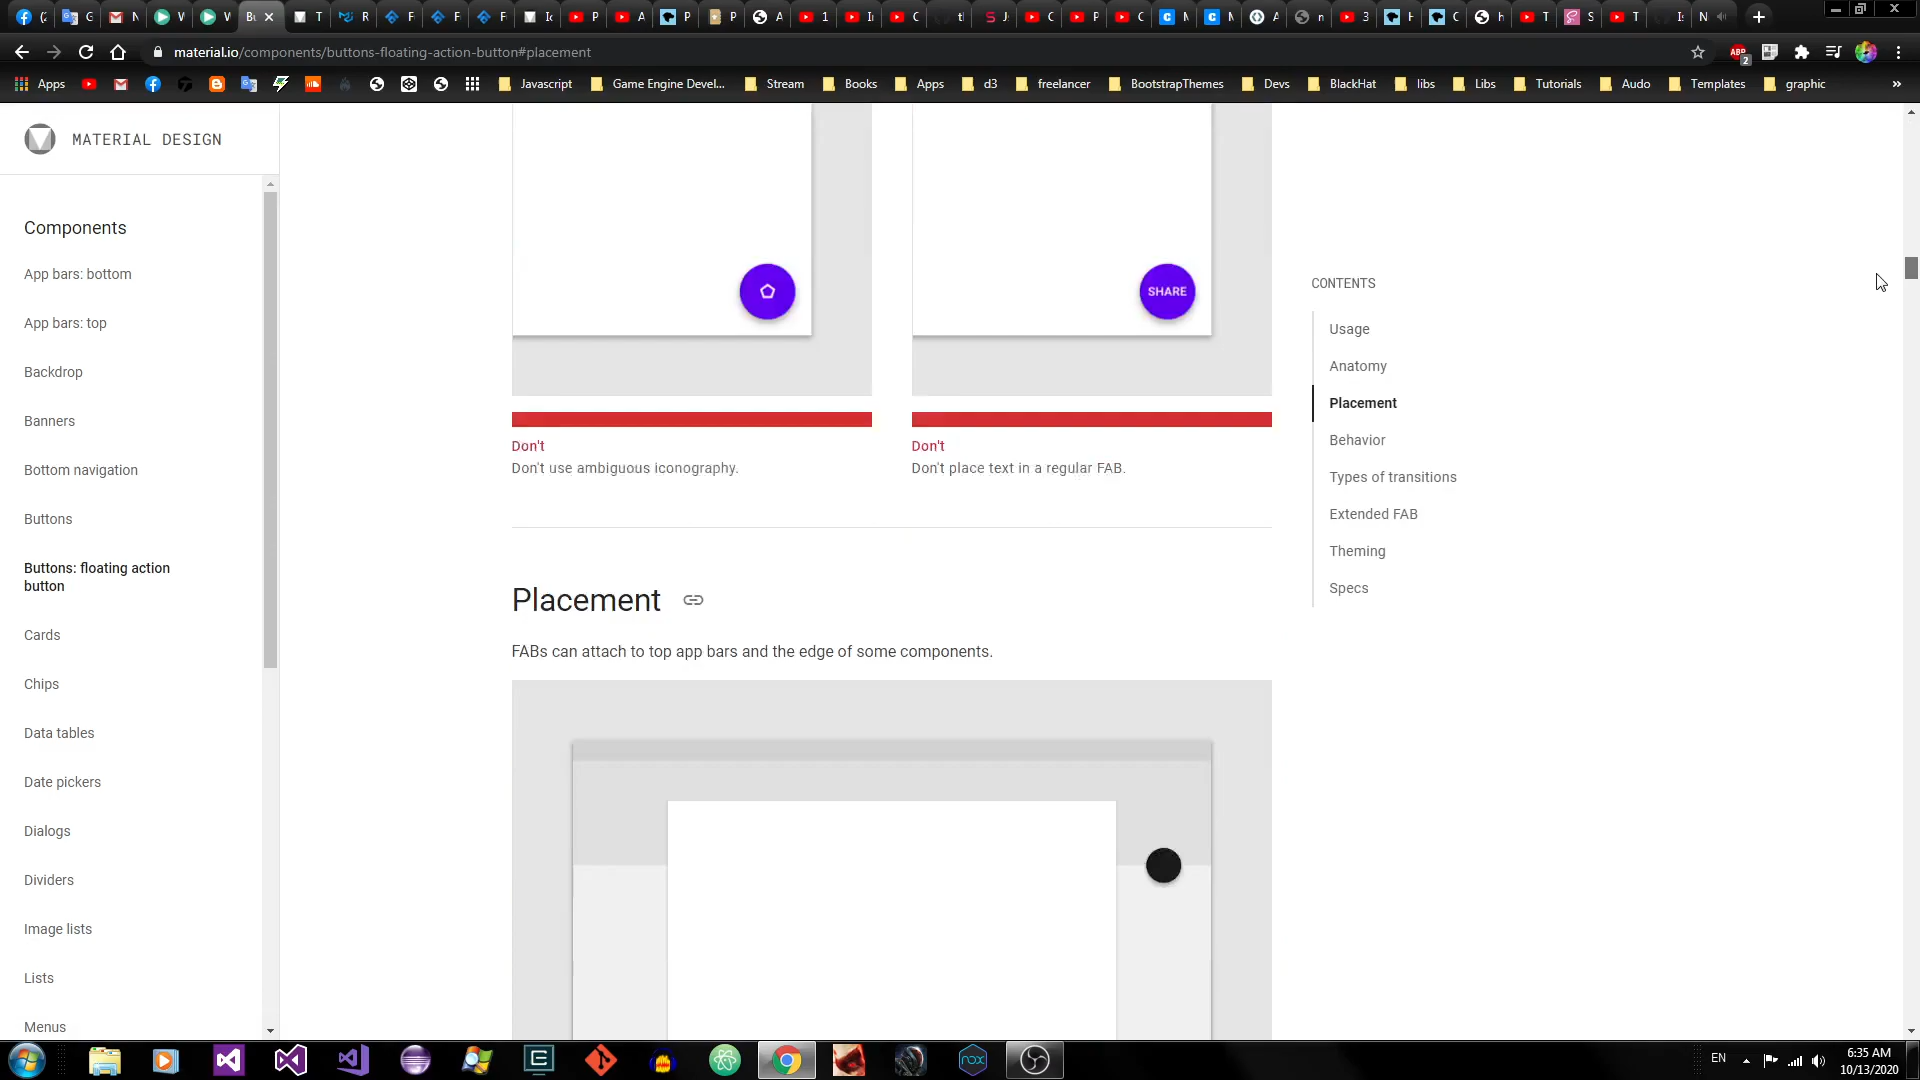 material.io/components/buttons-floating-action-button#placement
Apps
Javascript
Game Engine Devel...
Stream
Books
Apps
d3
freelancer
BootstrapThemes
Devs
BlackHat
libs
Libs
Tutorials
Audo
Templates
graphic
»
MATERIAL DESIGN
Components
App bars: bottom
App bars: top
Backdrop
Banners
Bottom navigation
Buttons
Buttons: floating action
button
Cards
Chips
Data tables
Date pickers
Dialogs
Dividers
Image lists
Lists
Menus
SHARE
Don't
Don't use ambiguous iconography.
Don't
Don't place text in a regular FAB.
Placement
FABs can attach to top app bars and the edge of some components.
CONTENTS
Usage
Anatomy
Placement
Behavior
Types of transitions
Extended FAB
Theming
Specs
EN
6:35 AM
10/13/2020